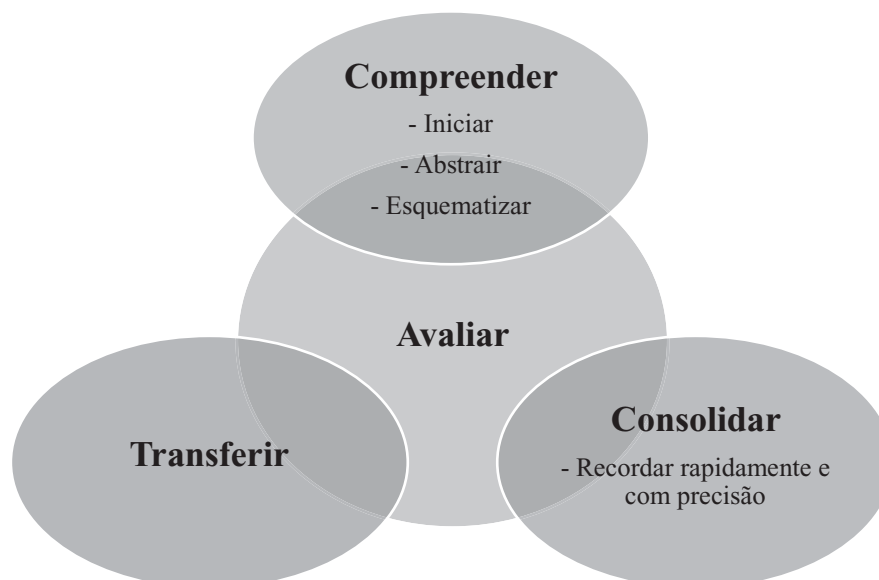 Compreender
- Iniciar
- Abstrair
- Esquematizar
Avaliar
Transferir
Consolidar
- Recordar rapidamente e
com precisão